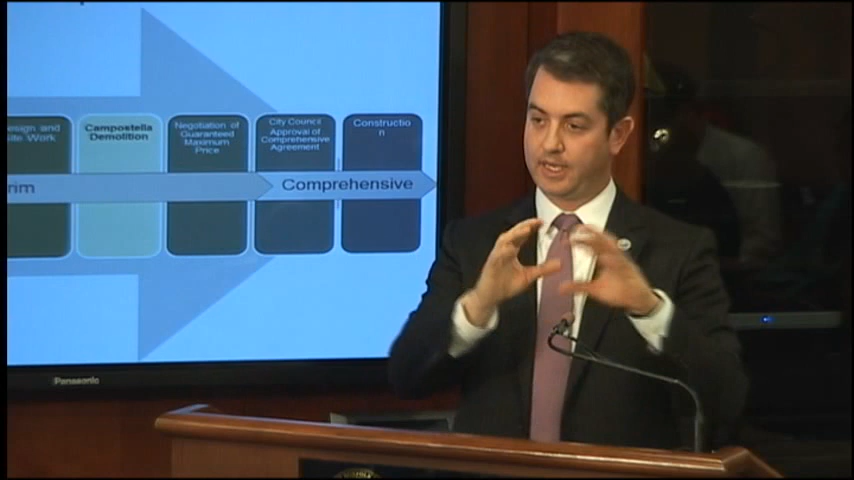 esign and
ite Work
Campostella
Demolition
Negotiation of
Guaranteed
Maximum
Price
City Council
Approval of
Comprehensive
Agreement
Constructio
n
rim
Comprehensive
Panasonic